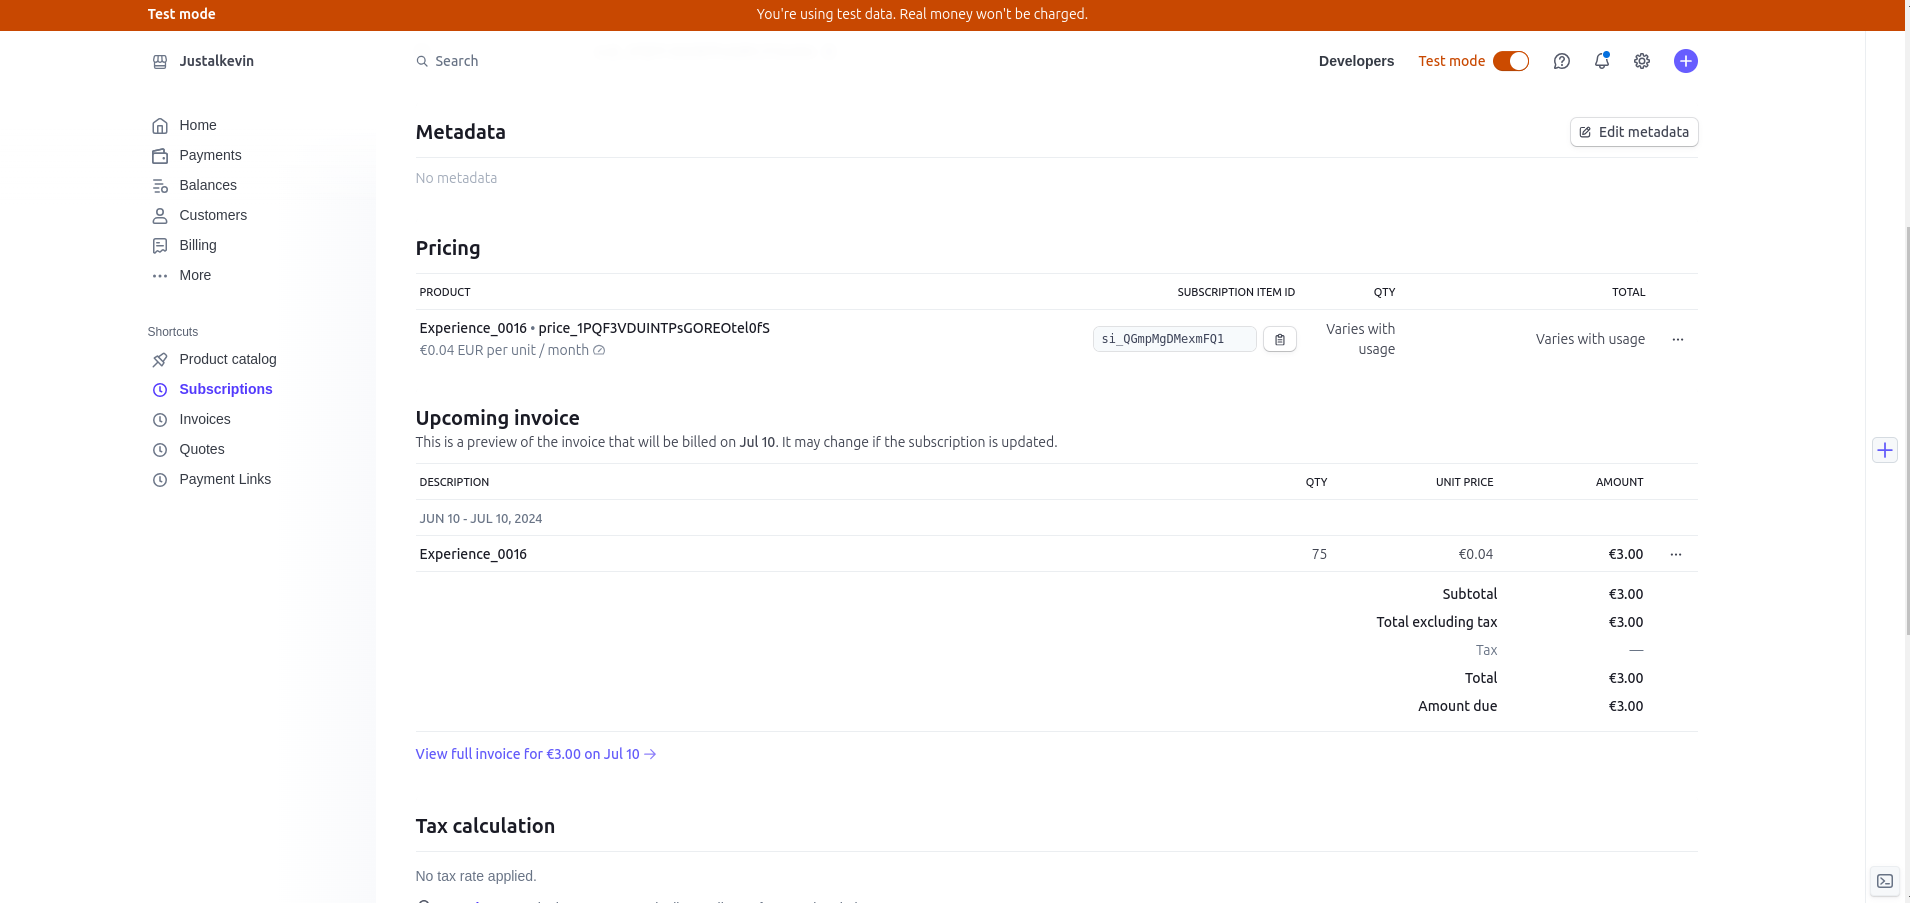 Test mode
You're using test data. Real money won't be charged.
Justalkevin
Search
Developers
Test mode
Home
Payments
Balances
Customers
Billing
More
Shortcuts
Product catalog
Subscriptions
Invoices
Quotes
Payment Links
Metadata
Edit metadata
No metadata
Pricing
PRODUCT SUBSCRIPTION ITEM ID QTY TOTAL
Experience_0016 • price_1PQF3VDUINTPsGOREOtel0fS
€0.04 EUR per unit / month
si_QGmpMgDMexmFQ1
Varies with
usage
Varies with usage
Upcoming invoice
This is a preview of the invoice that will be billed on Jul 10. It may change if the subscription is updated.
DESCRIPTION QTY UNIT PRICE AMOUNT
JUN 10 - JUL 10, 2024
Experience_0016 75 €0.04 €3.00
Subtotal €3.00
Total excluding tax €3.00
Tax —
Total €3.00
Amount due €3.00
View full invoice for €3.00 on Jul 10 →
Tax calculation
No tax rate applied.